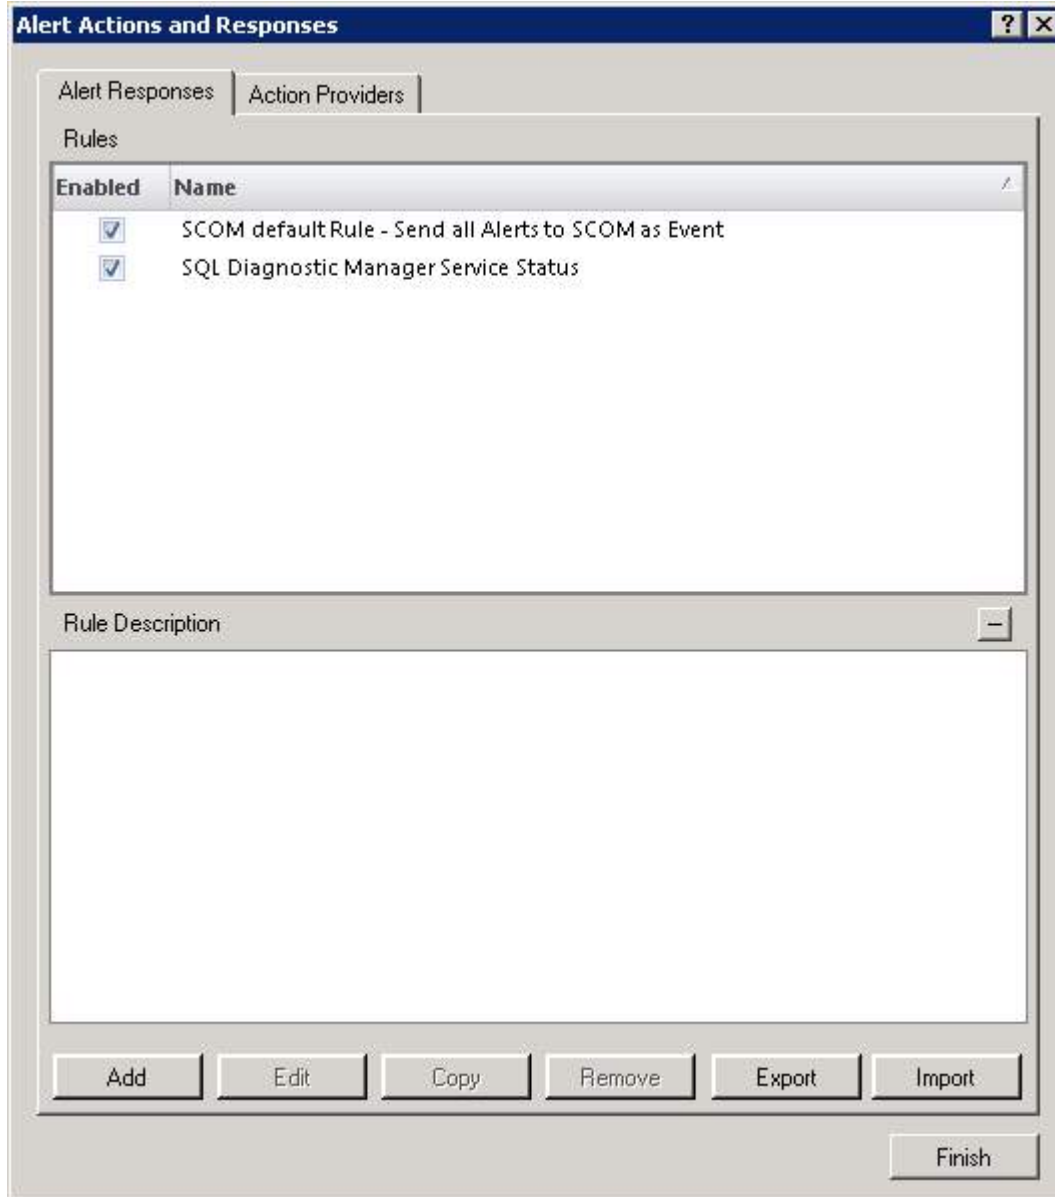 Alert Actions and Responses
Alert Responses Action Providers
Rules
Enabled Name
SCOM default Rule - Send all Alerts to SCOM as Event
SQL Diagnostic Manager Service Status
Rule Description
Add Edit Copy Remove Export Import
Finish